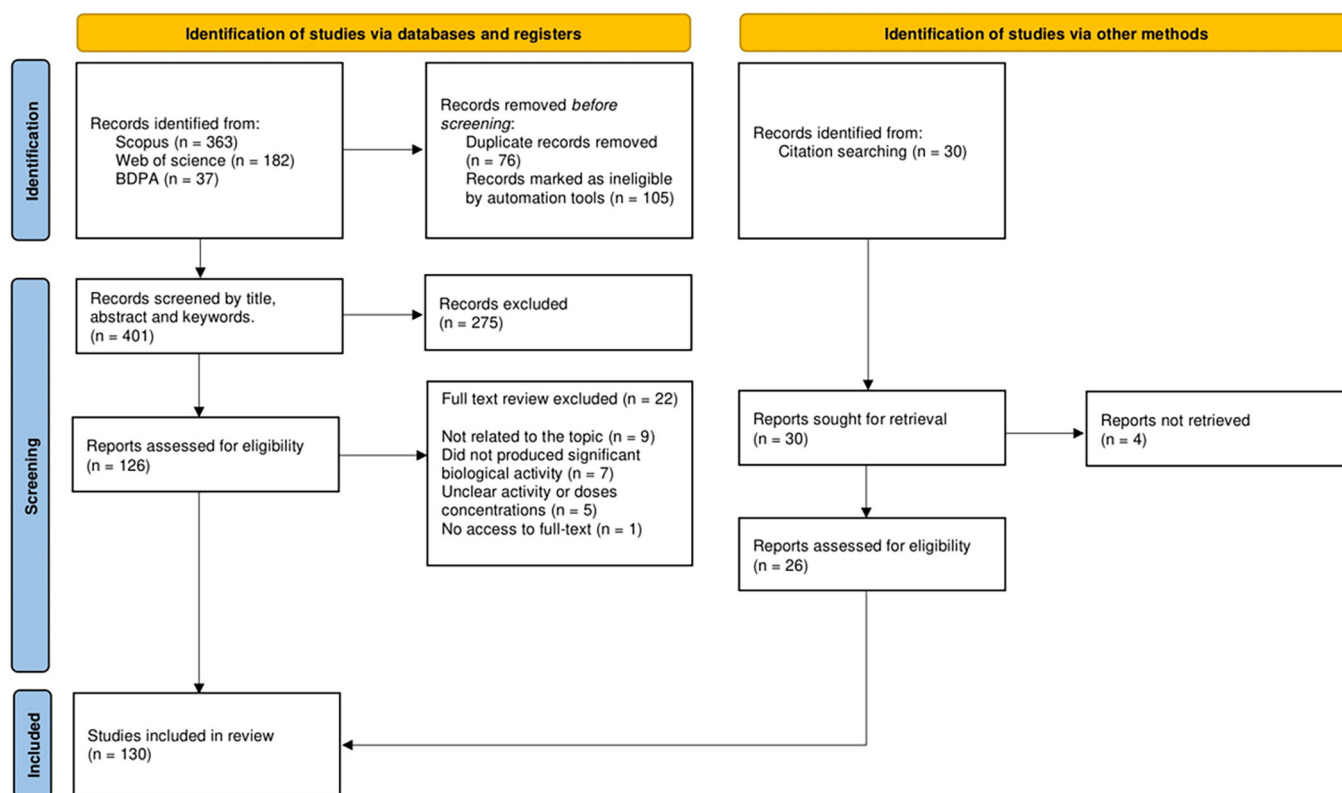 Identification of studies via databases and registers
Identification of studies via other methods
Identification
Records identified from:
Scopus (n = 363)
Web of science (n = 182)
BDPA (n = 37)
Records removed before
screening:
Duplicate records removed
(n = 76)
Records marked as ineligible
by automation tools (n = 105)
Records identified from:
Citation searching (n = 30)
Screening
Records screened by title,
abstract and keywords.
(n = 401)
Records excluded
(n = 275)
Reports assessed for eligibility
(n = 126)
Full text review excluded (n = 22)
Not related to the topic (n = 9)
Did not produced significant
biological activity (n = 7)
Unclear activity or doses
concentrations (n = 5)
No access to full-text (n = 1)
Reports sought for retrieval
(n = 30)
Reports not retrieved
(n = 4)
Reports assessed for eligibility
(n = 26)
Included
Studies included in review
(n = 130)